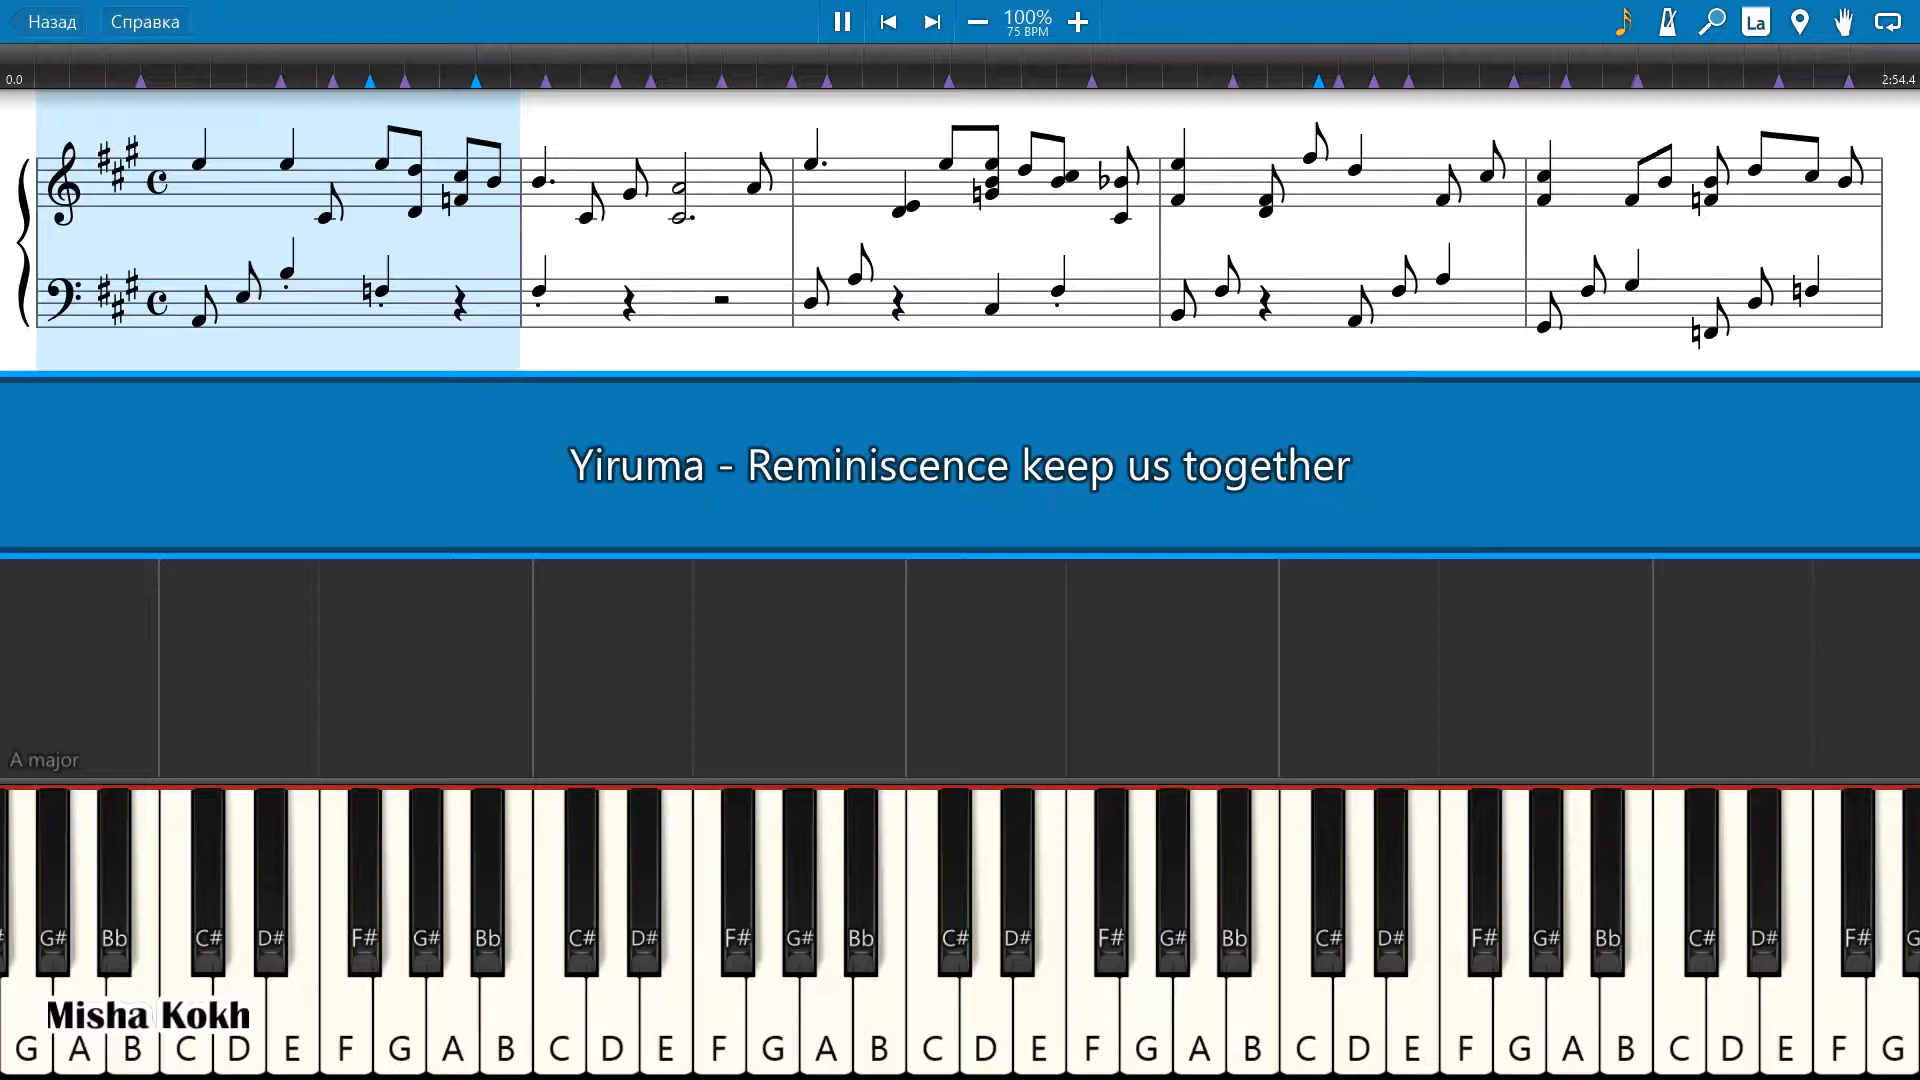 Назад Справка 100% La
75 BPM
0.0 2:54.4
Yiruma - Reminiscence keep us together
A major
G# Bb C# D# F# G# Bb C# D# F# G# Bb C# D# F# G# Bb C# D# F# G# Bb C# D# F# G
Misha Kokh
G A B C D E F G A B C D E F G A B C D E F G A B C D E F G A B C D E F G